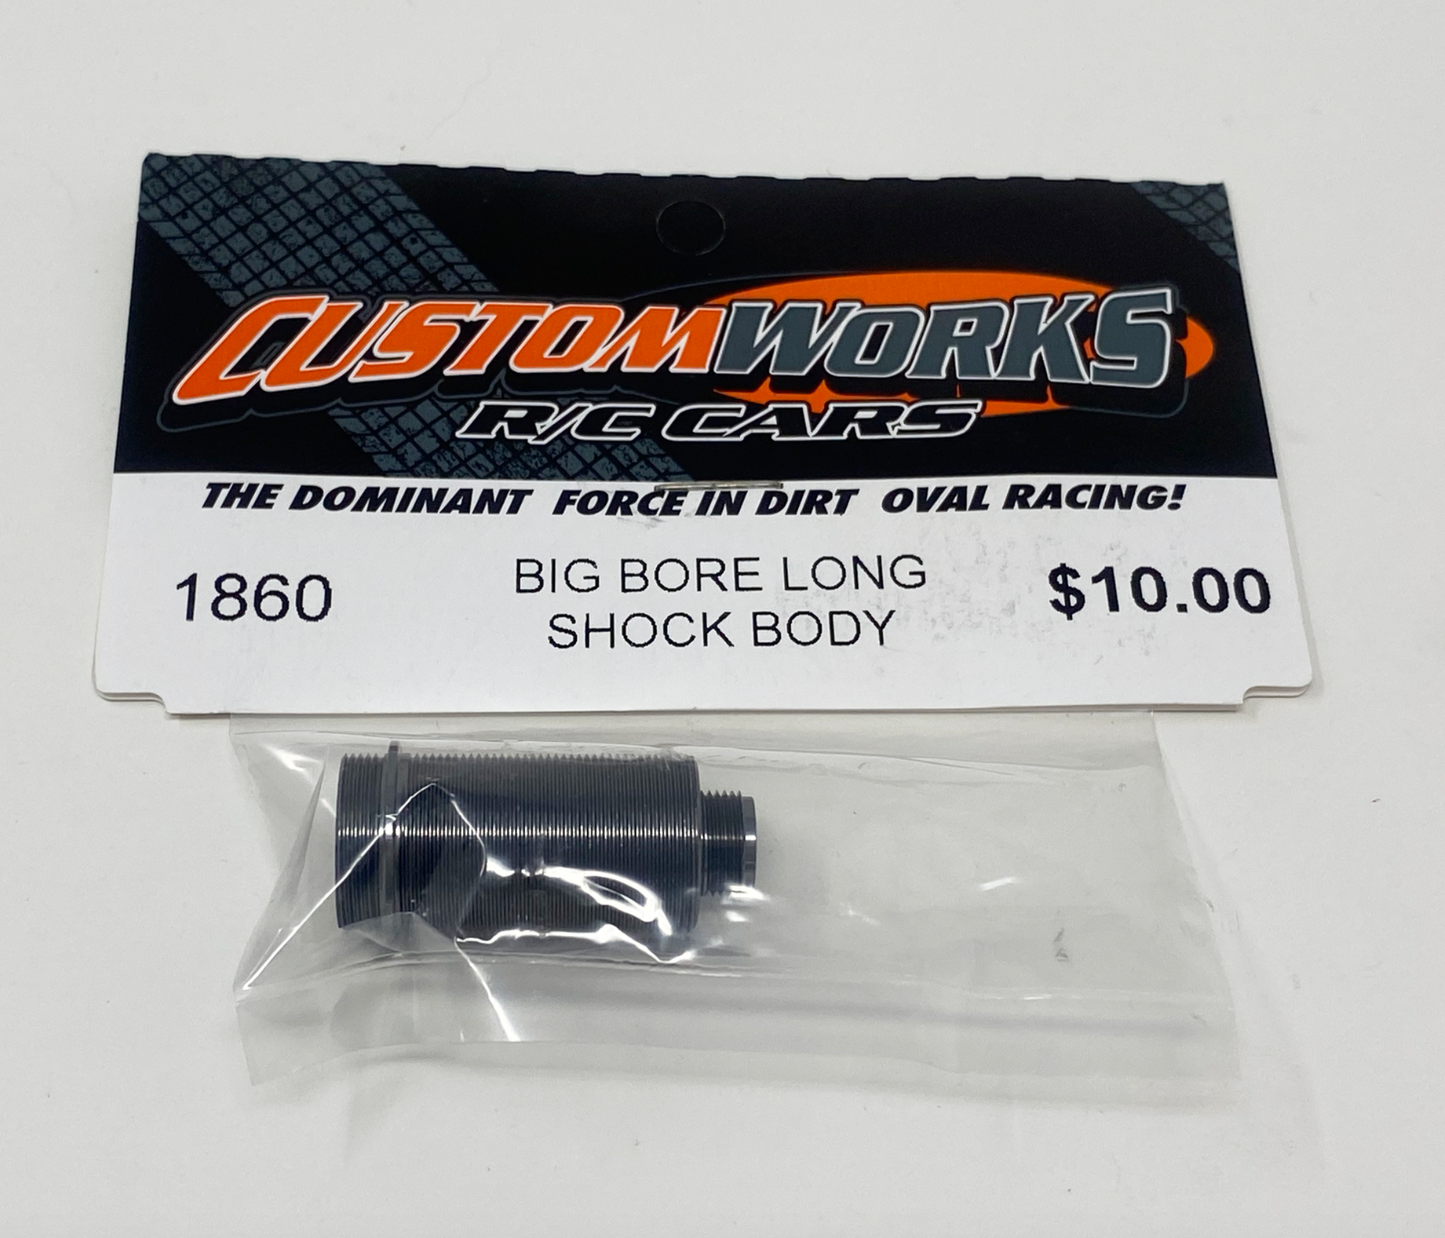 CUSTOMWORKS
R/C CARS
THE DOMINANT FORCE IN DIRT OVAL RACING!
1860 BIG BORE LONG SHOCK BODY $10.00